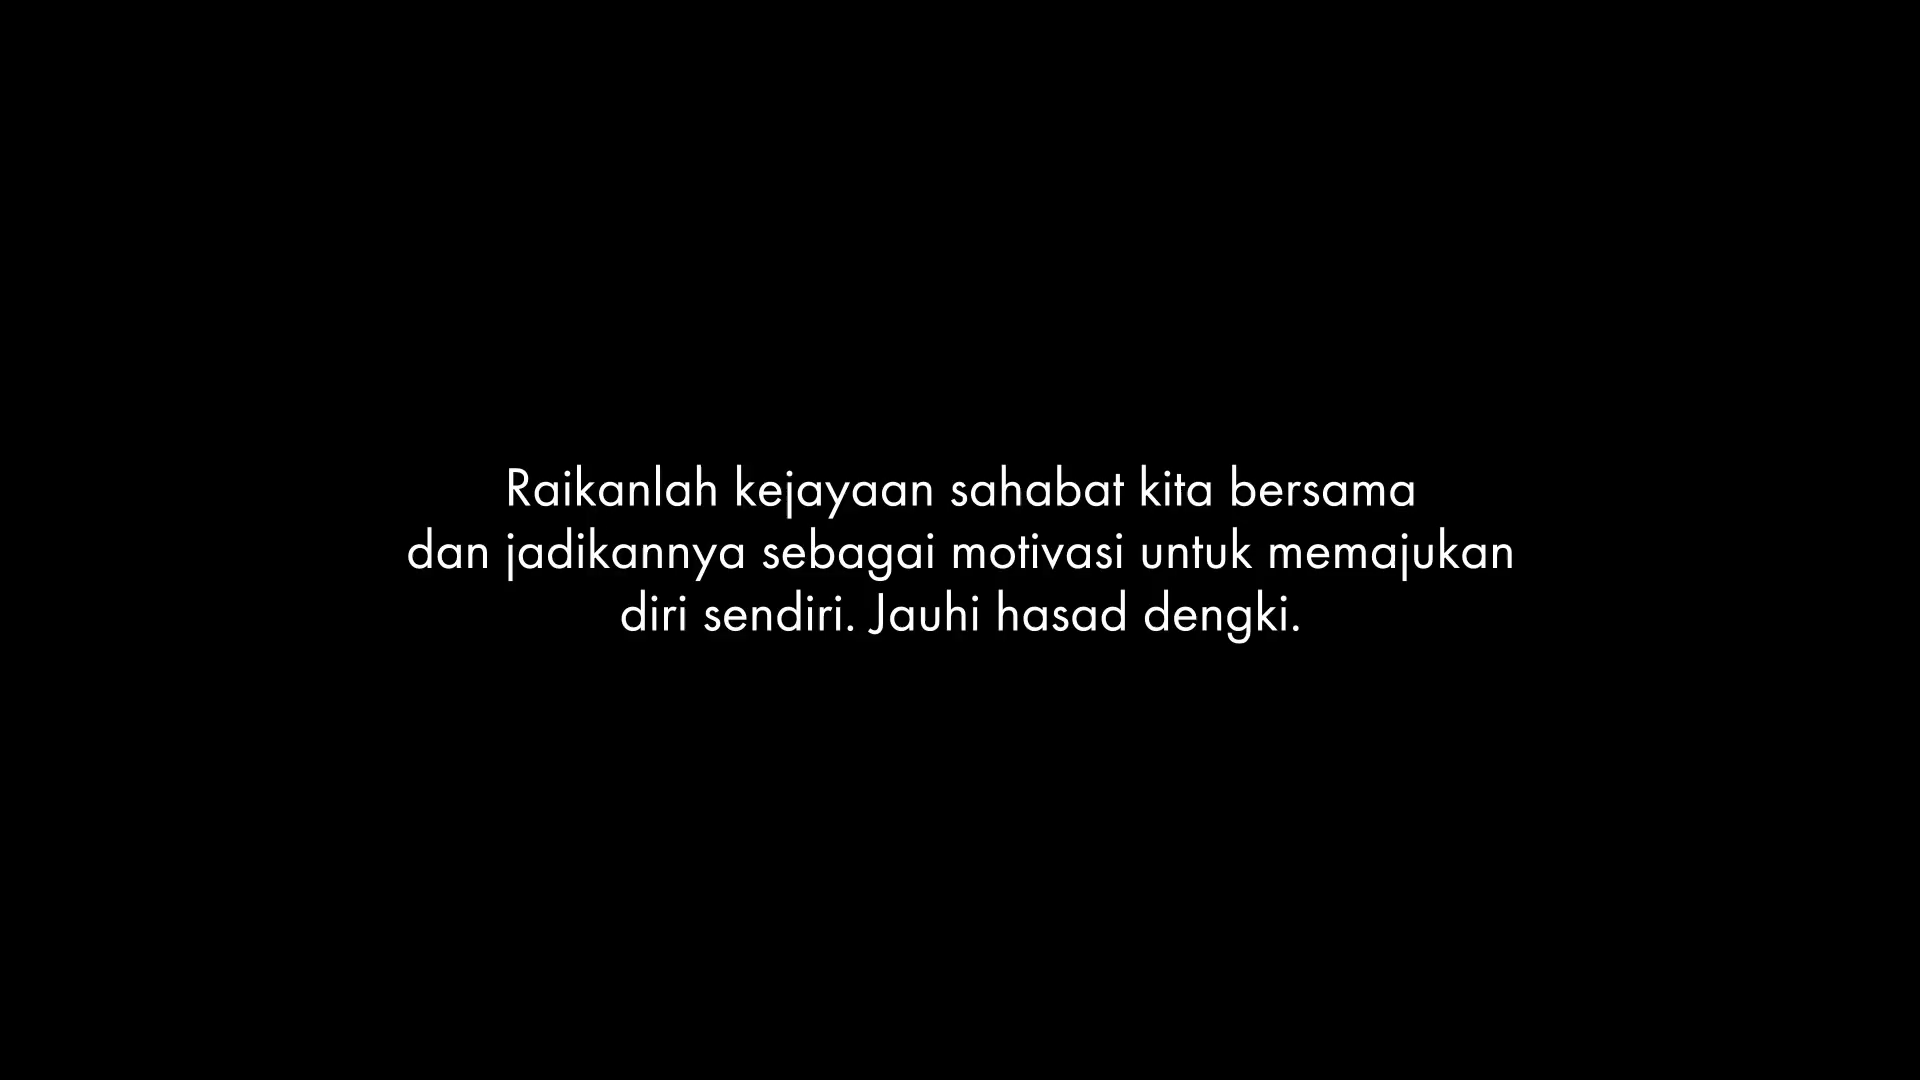 Raikanlah kejayaan sahabat kita bersama
dan jadikannya sebagai motivasi untuk memajukan
diri sendiri. Jauhi hasad dengki.